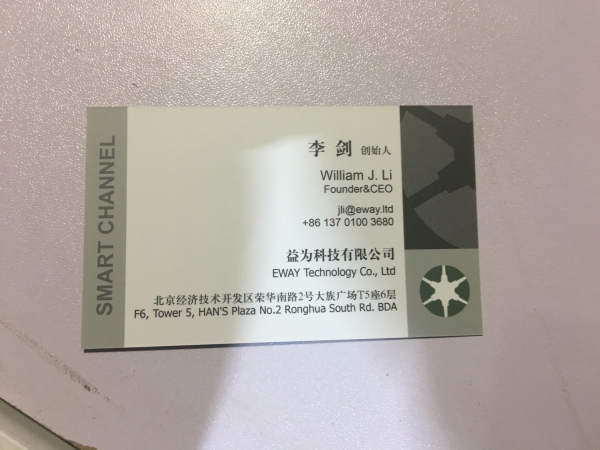 SMART CHANNEL
李 剑 创始人
William J. Li
Founder&CEO
jli@eway.ltd
+86 137 0100 3680
益为科技有限公司
EWAY Technology Co., Ltd
北京经济技术开发区荣华南路2号大族广场T5座6层
F6, Tower 5, HAN'S Plaza No.2 Ronghua South Rd. BDA